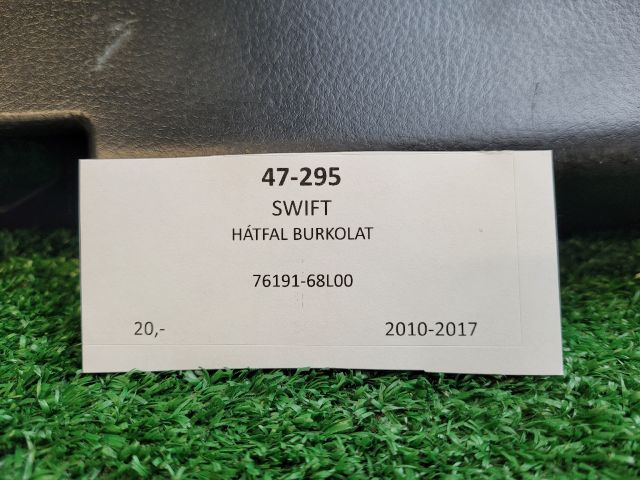 47-295
SWIFT
HÁTFAL BURKOLAT
76191-68L00
20,- 2010-2017